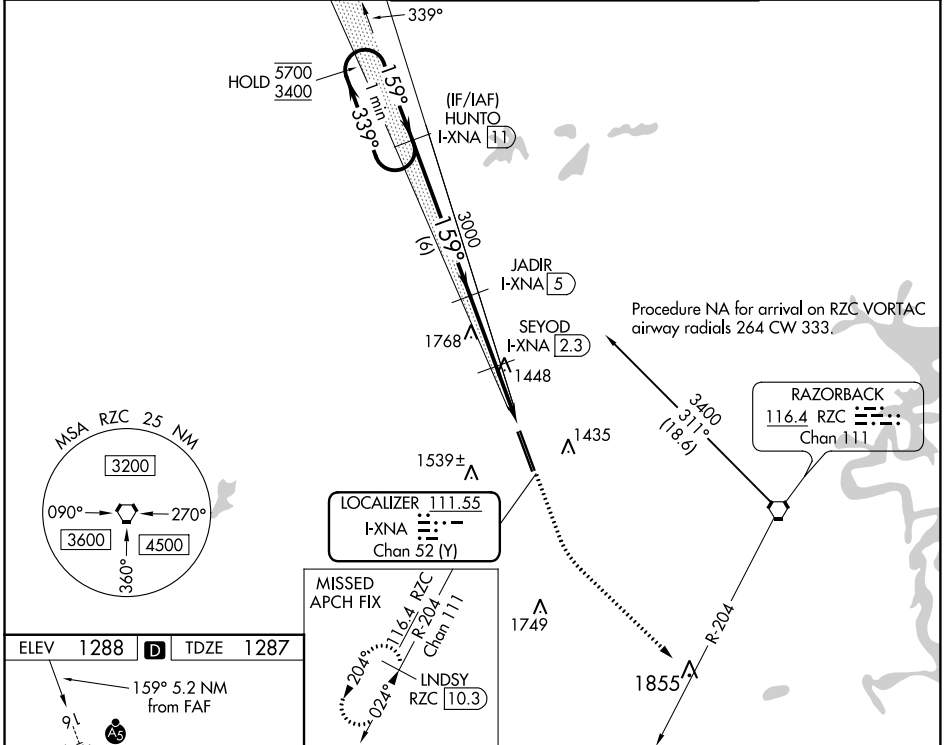 339°
HOLD 5700
3400
159°
1 min
339°
(IF/IAF)
HUNTO
I-XNA 11
3000
159°
(6)
JADIR
I-XNA 5
Procedure NA for arrival on RZC VORTAC
airway radials 264 CW 333.
1768
SEYOD
I-XNA 2.3
1448
3400
311°
(18.6)
RAZORBACK
116.4 RZC
Chan 111
MSA RZC 25 NM
3200
090°
270°
3600
4500
360°
1435
1539±
LOCALIZER 111.55
I-XNA
Chan 52 (Y)
MISSED
APCH FIX
116.4 RZC
R-204
Chan 111
204°
024°
LNDSY
RZC 10.3
1749
R-204
1855
ELEV 1288 D TDZE 1287
159° 5.2 NM
from FAF
16
A5